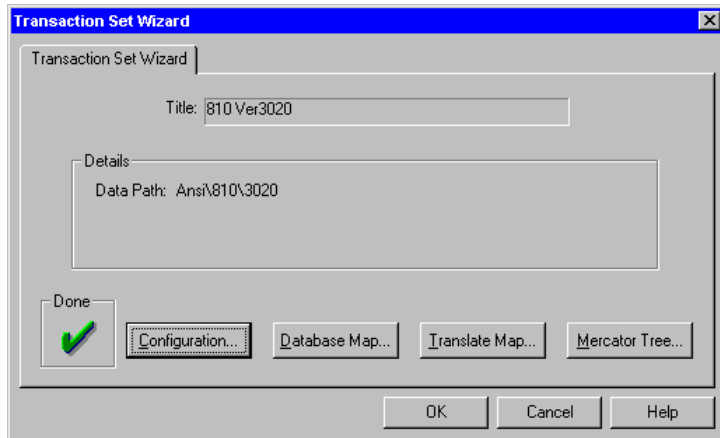 Transaction Set Wizard
Transaction Set Wizard
Title: 810 Ver3020
Details
Data Path: Ansi\810\3020
Done
Configuration... Database Map... Translate Map... Mercator Tree...
OK Cancel Help